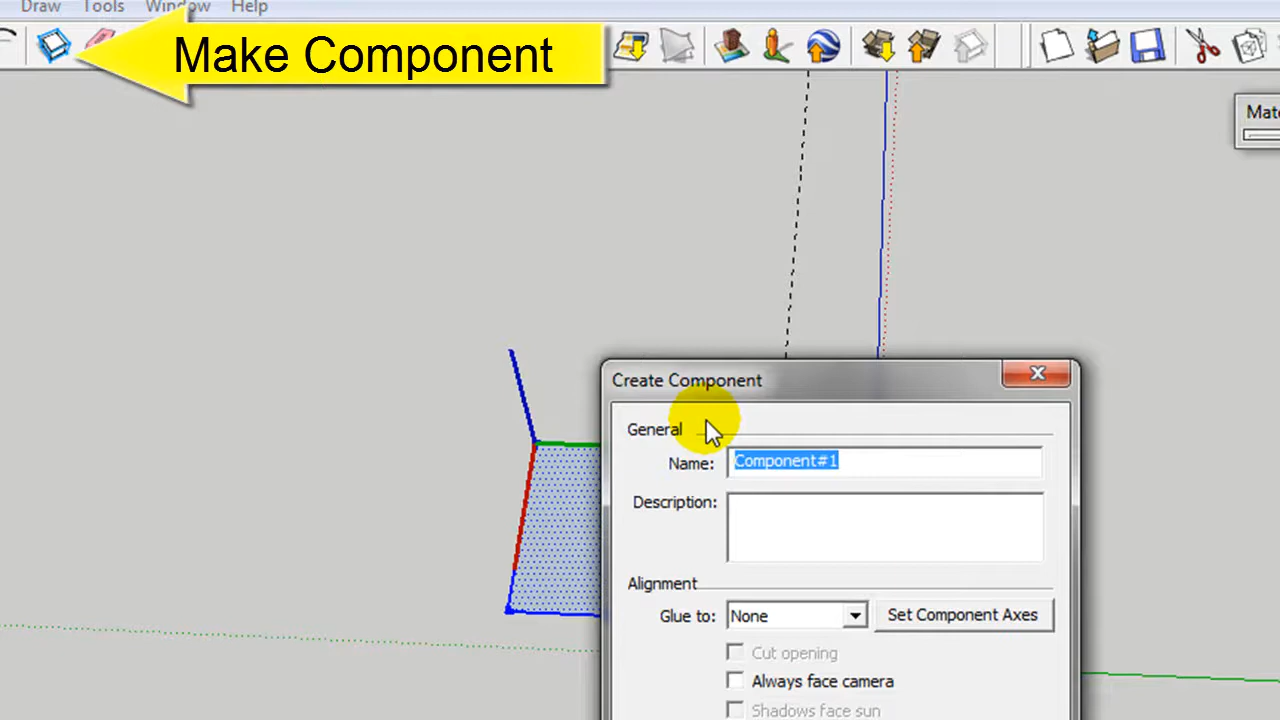 Draw Tools Window Help
Make Component
Mate
Create Component
General
Name: Component#1
Description:
Alignment
Glue to: None Set Component Axes
Cut opening
Always face camera
Shadows face sun